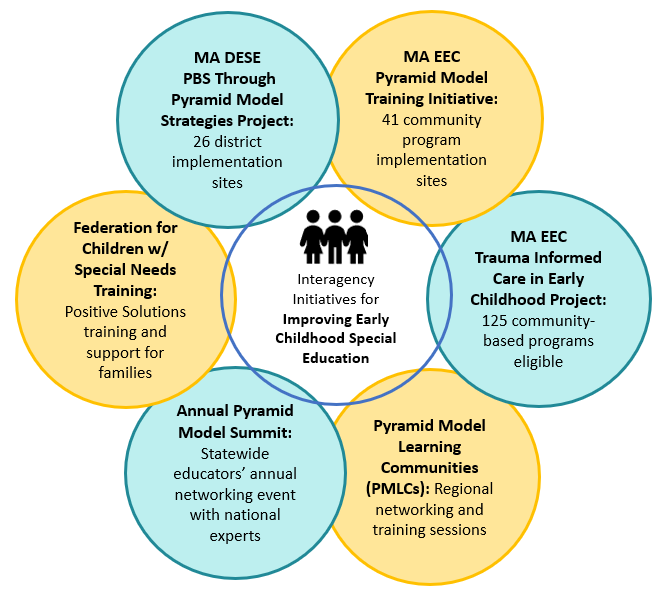 MA DESE
PBS Through
Pyramid Model
Strategies Project:
26 district
implementation
sites
MA EEC
Pyramid Model
Training Initiative:
41 community
program
implementation
sites
Federation for
Children w/
Special Needs
Training:
Positive Solutions
training and
support for
families
Interagency
Initiatives for
Improving Early
Childhood Special
Education
MA EEC
Trauma Informed
Care in Early
Childhood Project:
125 community-
based programs
eligible
Annual Pyramid
Model Summit:
Statewide
educators’ annual
networking event
with national
experts
Pyramid Model
Learning
Communities
(PMLCs): Regional
networking and
training sessions